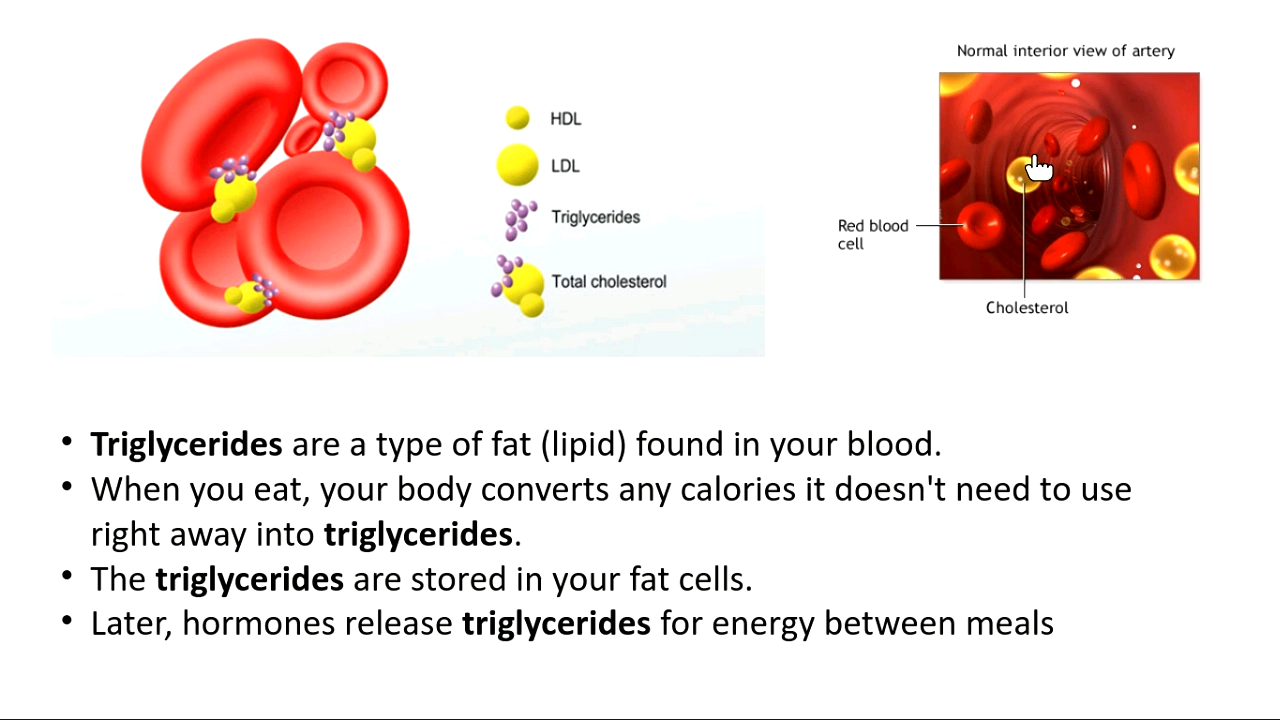 HDL
LDL
Triglycerides
Total cholesterol
Normal interior view of artery
Red blood
cell
Cholesterol
• Triglycerides are a type of fat (lipid) found in your blood.
• When you eat, your body converts any calories it doesn't need to use
right away into triglycerides.
• The triglycerides are stored in your fat cells.
• Later, hormones release triglycerides for energy between meals